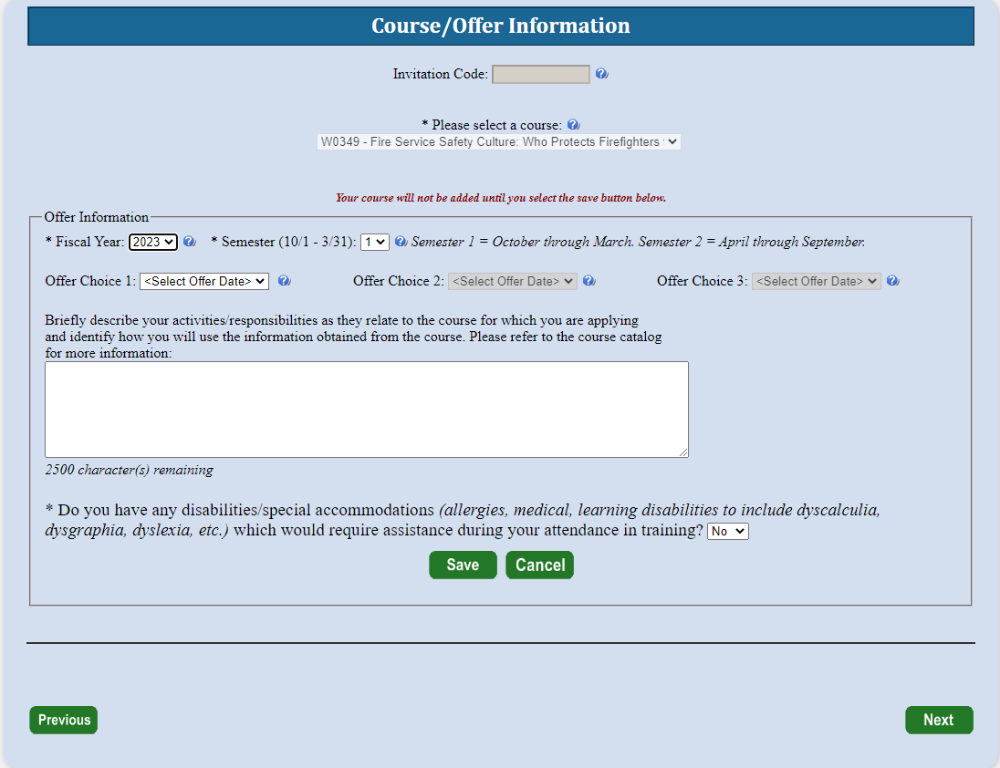 Course/Offer Information
Invitation Code:
* Please select a course:
W0349 - Fire Service Safety Culture: Who Protects Firefighters
Your course will not be added until you select the save button below.
Offer Information
* Fiscal Year: 2023 * Semester (10/1 - 3/31): 1 Semester 1 = October through March. Semester 2 = April through September.
Offer Choice 1: <Select Offer Date> Offer Choice 2: <Select Offer Date> Offer Choice 3: <Select Offer Date>
Briefly describe your activities/responsibilities as they relate to the course for which you are applying
and identify how you will use the information obtained from the course. Please refer to the course catalog
for more information:
2500 character(s) remaining
* Do you have any disabilities/special accommodations (allergies, medical, learning disabilities to include dyscalculia,
dysgraphia, dyslexia, etc.) which would require assistance during your attendance in training? No
Save Cancel
Previous Next